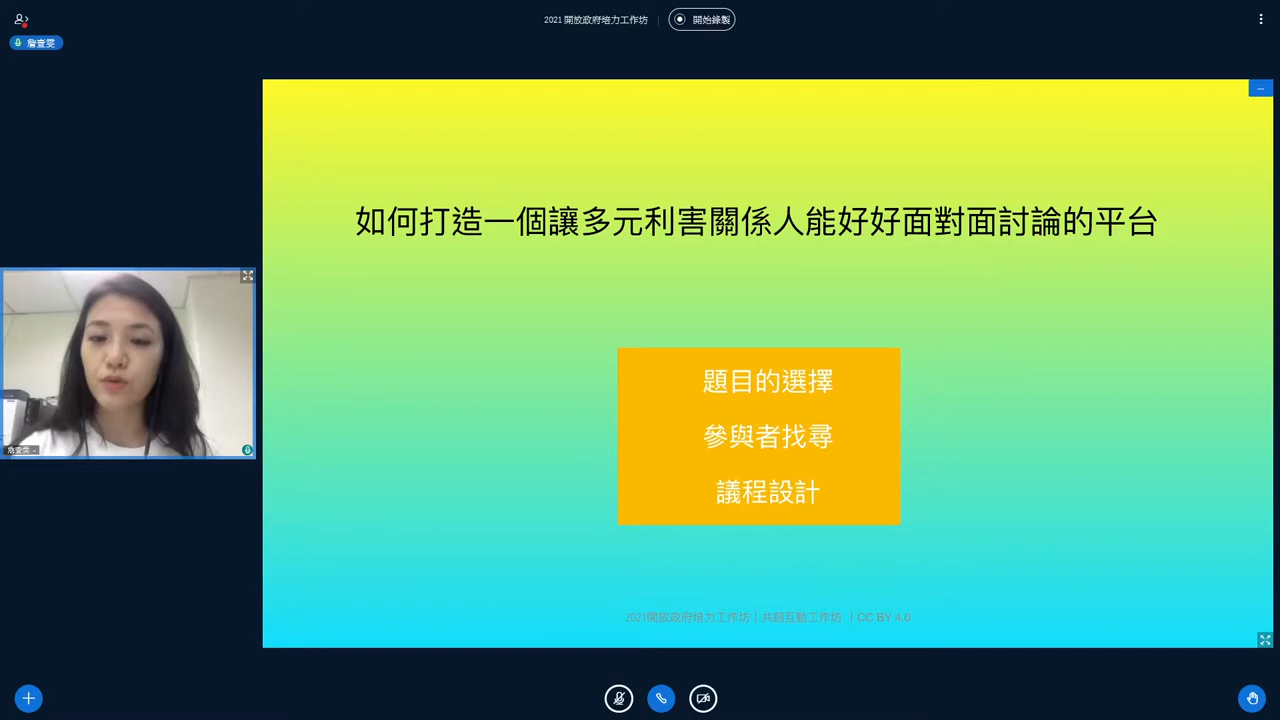 2021 開放政府培力工作坊
開始錄製
詹壹雯
如何打造一個讓多元利害關係人能好好面對面討論的平台
題目的選擇
參與者找尋
議程設計
詹壹雯
2021開放政府培力工作坊｜共創互動工作坊 ｜CC BY 4.0